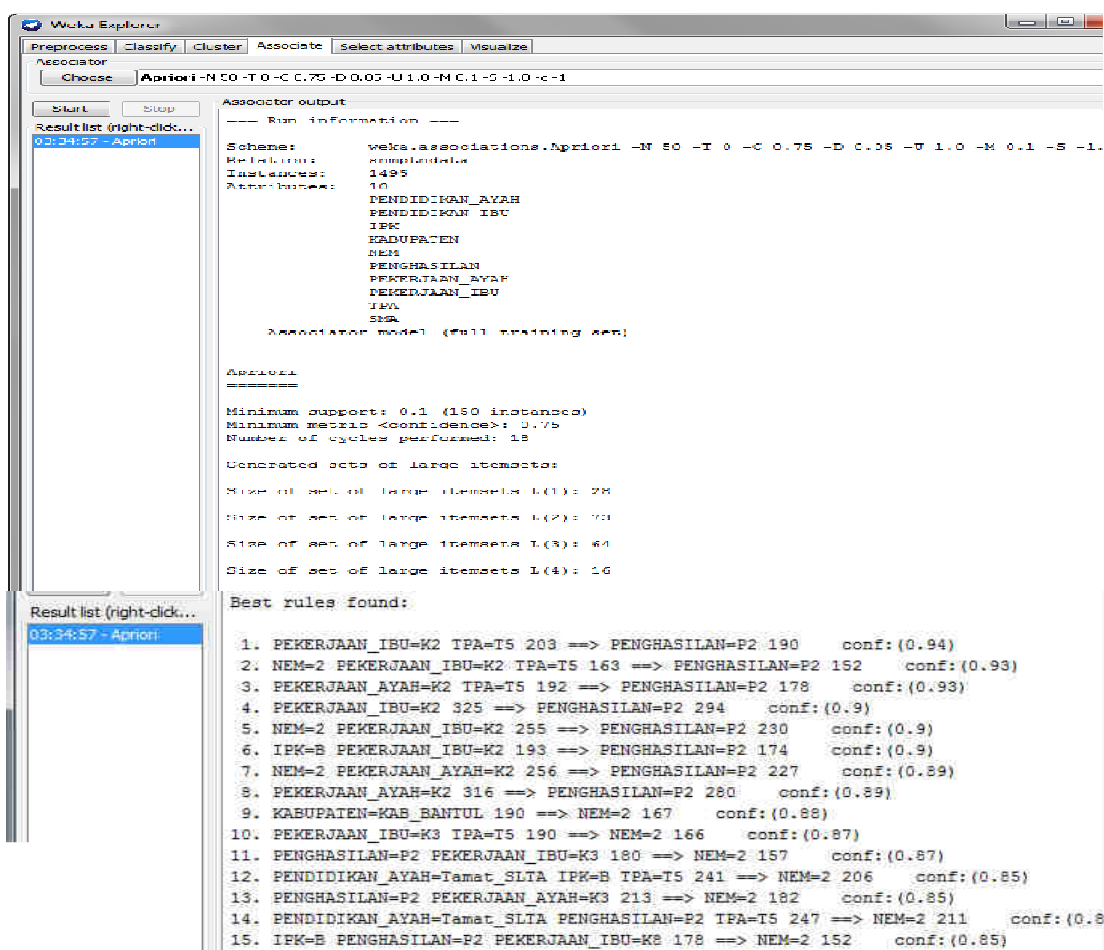 Weka Explorer
Preprocess Classify Cluster Associate Select attributes Visualize
Associator
Choose Apriori -N 50 -T 0 -C 0.75 -D 0.05 -U 1.0 -M 0.1 -S -1.0 -c -1
Start Stop
Associator output
Result list (right-click...
03:34:57 - Apriori
=== Run information ===
Scheme: weka.associations.Apriori -N 50 -T 0 -C 0.75 -D 0.05 -U 1.0 -M 0.1 -S -1.
Relation:
Instances: 1495
Attributes: 10
PENDIDIKAN_AYAH
PENDIDIKAN_IBU
IPK
KABUPATEN
NEM
PENGHASILAN
PEKERJAAN_AYAH
PEKERJAAN_IBU
TPA
SMA
Associator model (full training set)
Apriori
=======
Minimum support: 0.1 (150 instances)
Minimum metric <confidence>: 0.75
Number of cycles performed: 18
Generated sets of large itemsets:
Size of set of large itemsets L(1): 28
Size of set of large itemsets L(2): 73
Size of set of large itemsets L(3): 64
Size of set of large itemsets L(4): 16
Result list (right-click...
03:34:57 - Apriori
Best rules found:
1. PEKERJAAN_IBU=K2 TPA=T5 203 ==> PENGHASILAN=P2 190 conf:(0.94)
2. NEM=2 PEKERJAAN_IBU=K2 TPA=T5 163 ==> PENGHASILAN=P2 152 conf:(0.93)
3. PEKERJAAN_AYAH=K2 TPA=T5 192 ==> PENGHASILAN=P2 178 conf:(0.93)
4. PEKERJAAN_IBU=K2 325 ==> PENGHASILAN=P2 294 conf:(0.9)
5. NEM=2 PEKERJAAN_IBU=K2 255 ==> PENGHASILAN=P2 230 conf:(0.9)
6. IPK=B PEKERJAAN_IBU=K2 193 ==> PENGHASILAN=P2 174 conf:(0.9)
7. NEM=2 PEKERJAAN_AYAH=K2 256 ==> PENGHASILAN=P2 227 conf:(0.89)
8. PEKERJAAN_AYAH=K2 316 ==> PENGHASILAN=P2 280 conf:(0.89)
9. KABUPATEN=KAB_BANTUL 190 ==> NEM=2 167 conf:(0.88)
10. PEKERJAAN_IBU=K3 TPA=T5 190 ==> NEM=2 166 conf:(0.87)
11. PENGHASILAN=P2 PEKERJAAN_IBU=K3 180 ==> NEM=2 157 conf:(0.87)
12. PENDIDIKAN_AYAH=Tamat_SLTA IPK=B TPA=T5 241 ==> NEM=2 206 conf:(0.85)
13. PENGHASILAN=P2 PEKERJAAN_AYAH=K3 213 ==> NEM=2 182 conf:(0.85)
14. PENDIDIKAN_AYAH=Tamat_SLTA PENGHASILAN=P2 TPA=T5 247 ==> NEM=2 211 conf:(0.8
15. IPK=B PENGHASILAN=P2 PEKERJAAN_IBU=K8 178 ==> NEM=2 152 conf:(0.85)